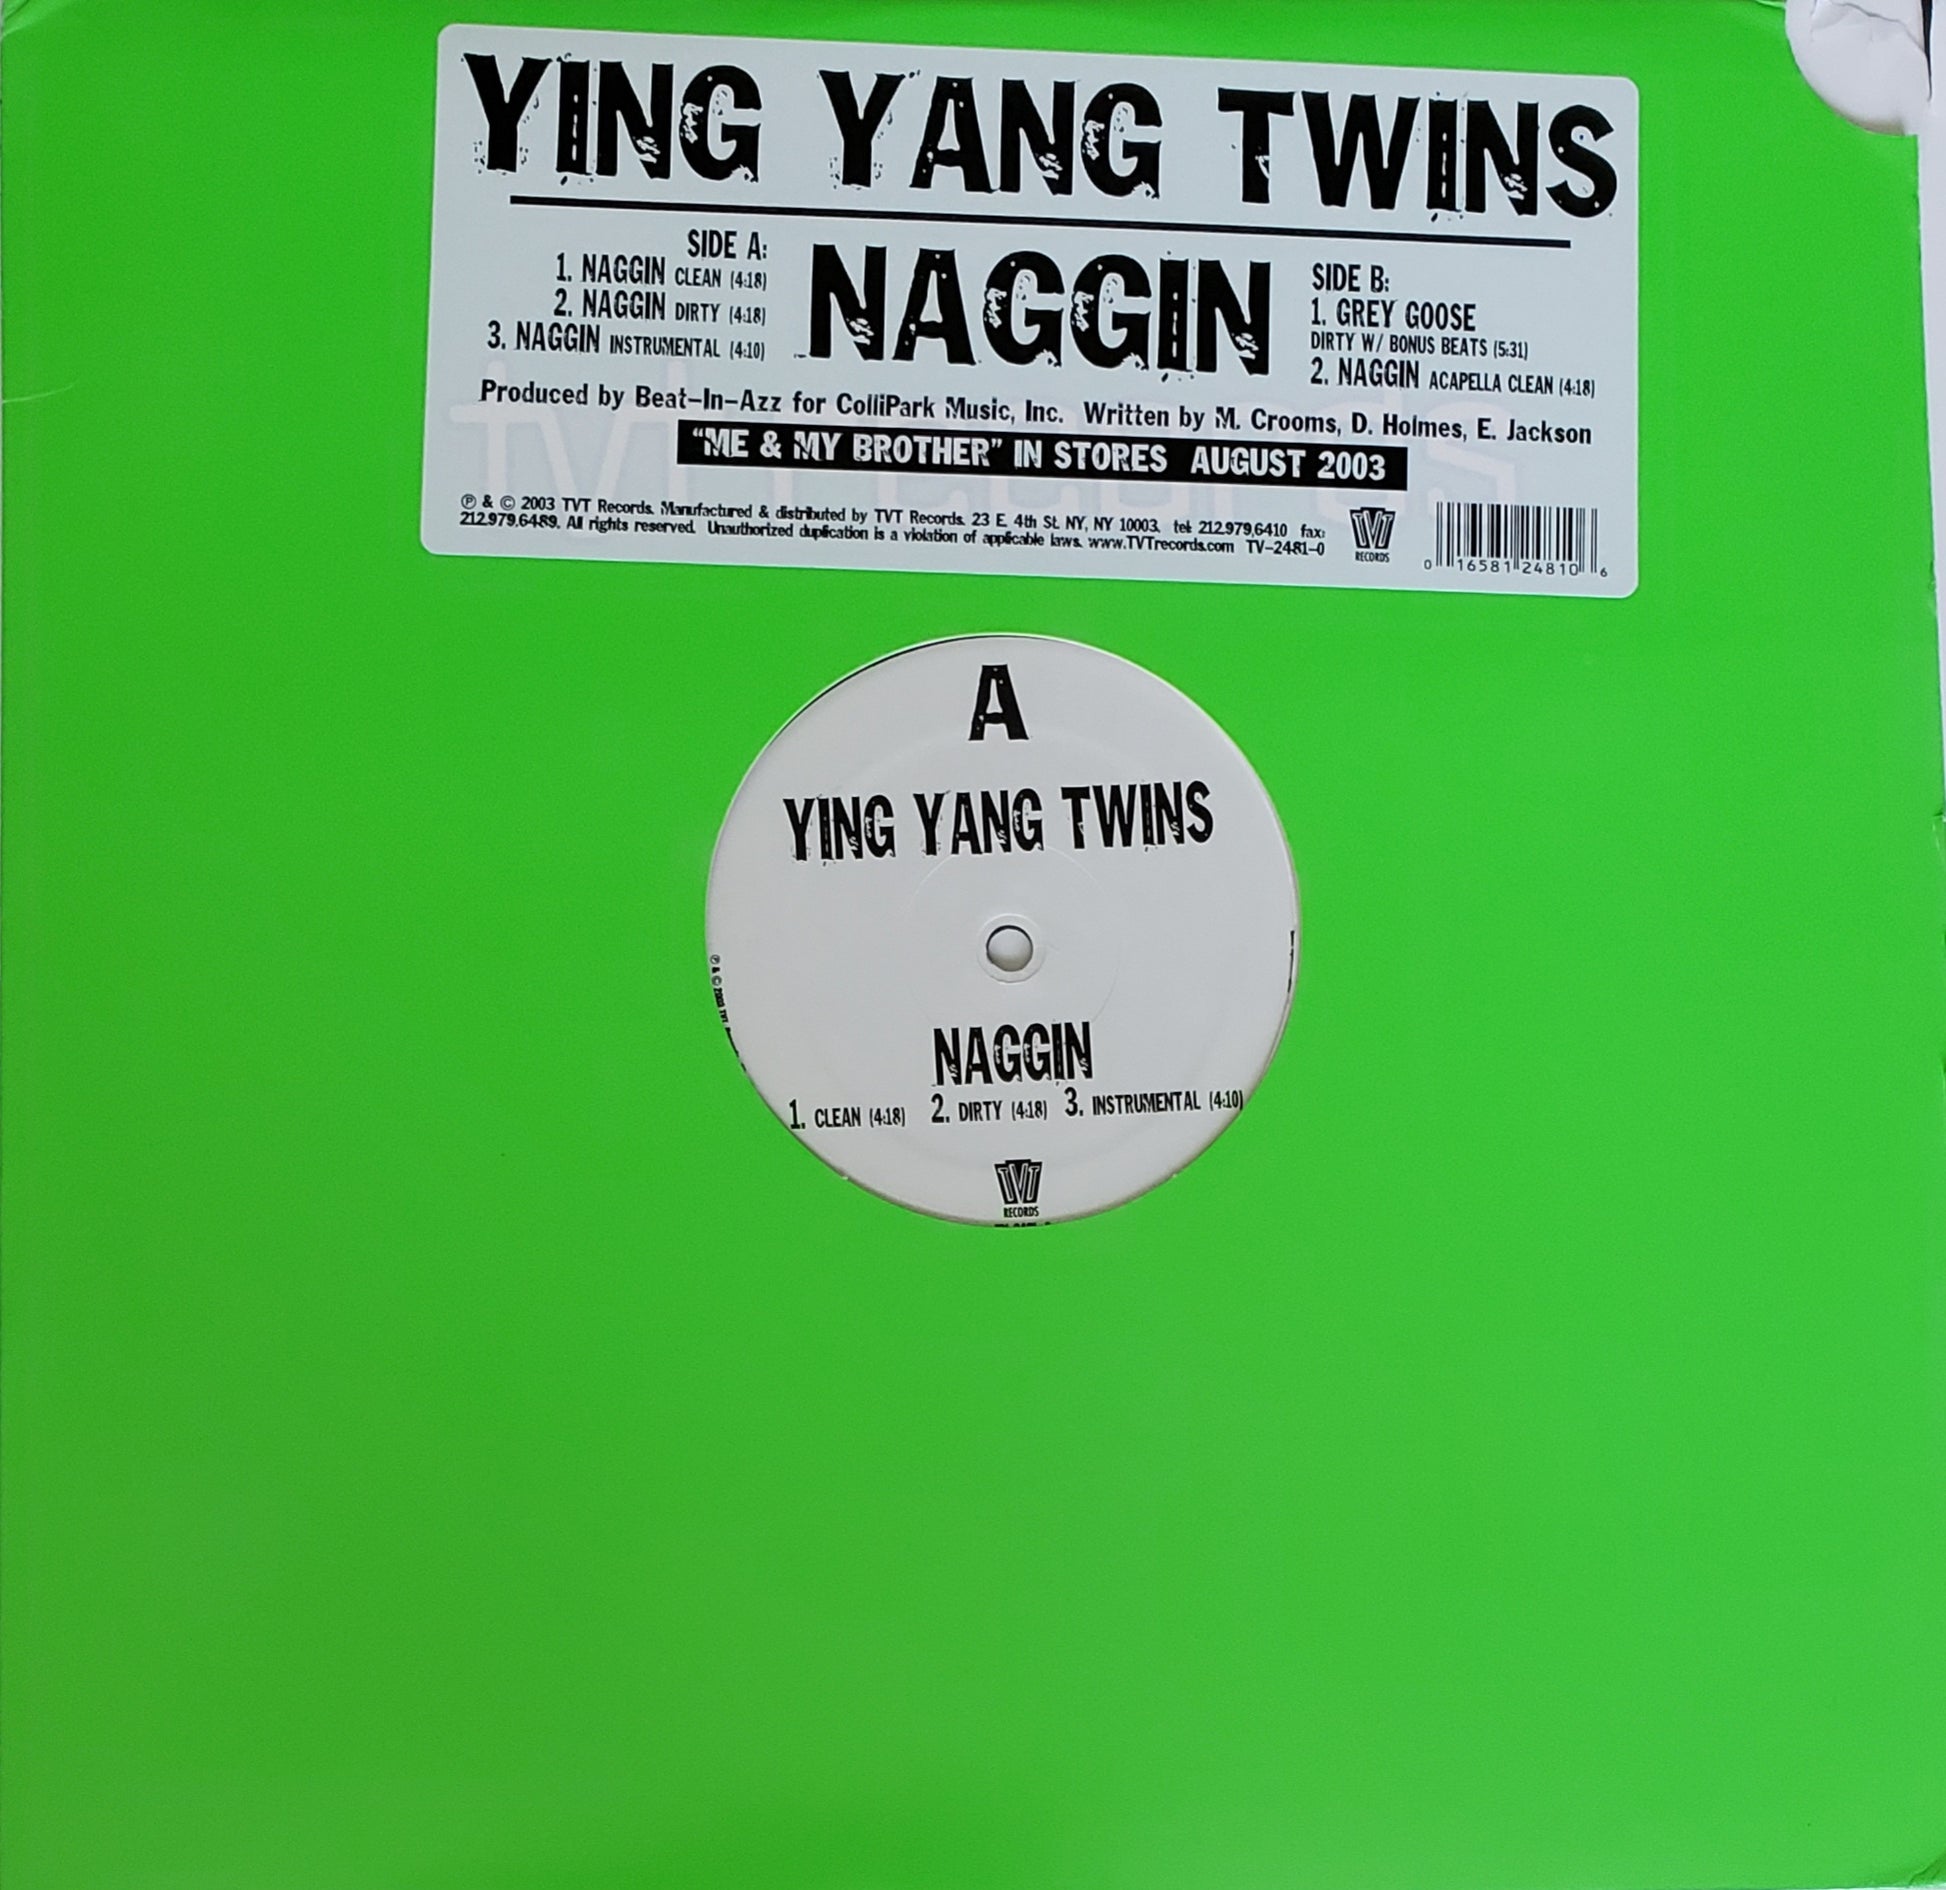 YING YANG TWINS
SIDE A:
1. NAGGIN CLEAN (4:18)
2. NAGGIN DIRTY (4:18)
3. NAGGIN INSTRUMENTAL (4:10)
NAGGIN
SIDE B:
1. GREY GOOSE
DIRTY W/ BONUS BEATS (5:31)
2. NAGGIN ACAPELLA CLEAN (4:18)
Produced by Beat-In-Azz for ColliPark Music, Inc. Written by M. Crooms, D. Holmes, E. Jackson
"ME & MY BROTHER" IN STORES AUGUST 2003
tvt records
℗ & © 2003 TVT Records. Manufactured & distributed by TVT Records. 23 E. 4th St. NY, NY 10003. tel: 212.979.6410 fax:
212.979.6489. All rights reserved. Unauthorized duplication is a violation of applicable laws. www.TVTrecords.com TV-2481-0
TVT
RECORDS
0 16581 24810 6
A
YING YANG TWINS
℗ & © 2003 TVT
NAGGIN
1. CLEAN (4:18) 2. DIRTY (4:18) 3. INSTRUMENTAL (4:10)
TVT
RECORDS